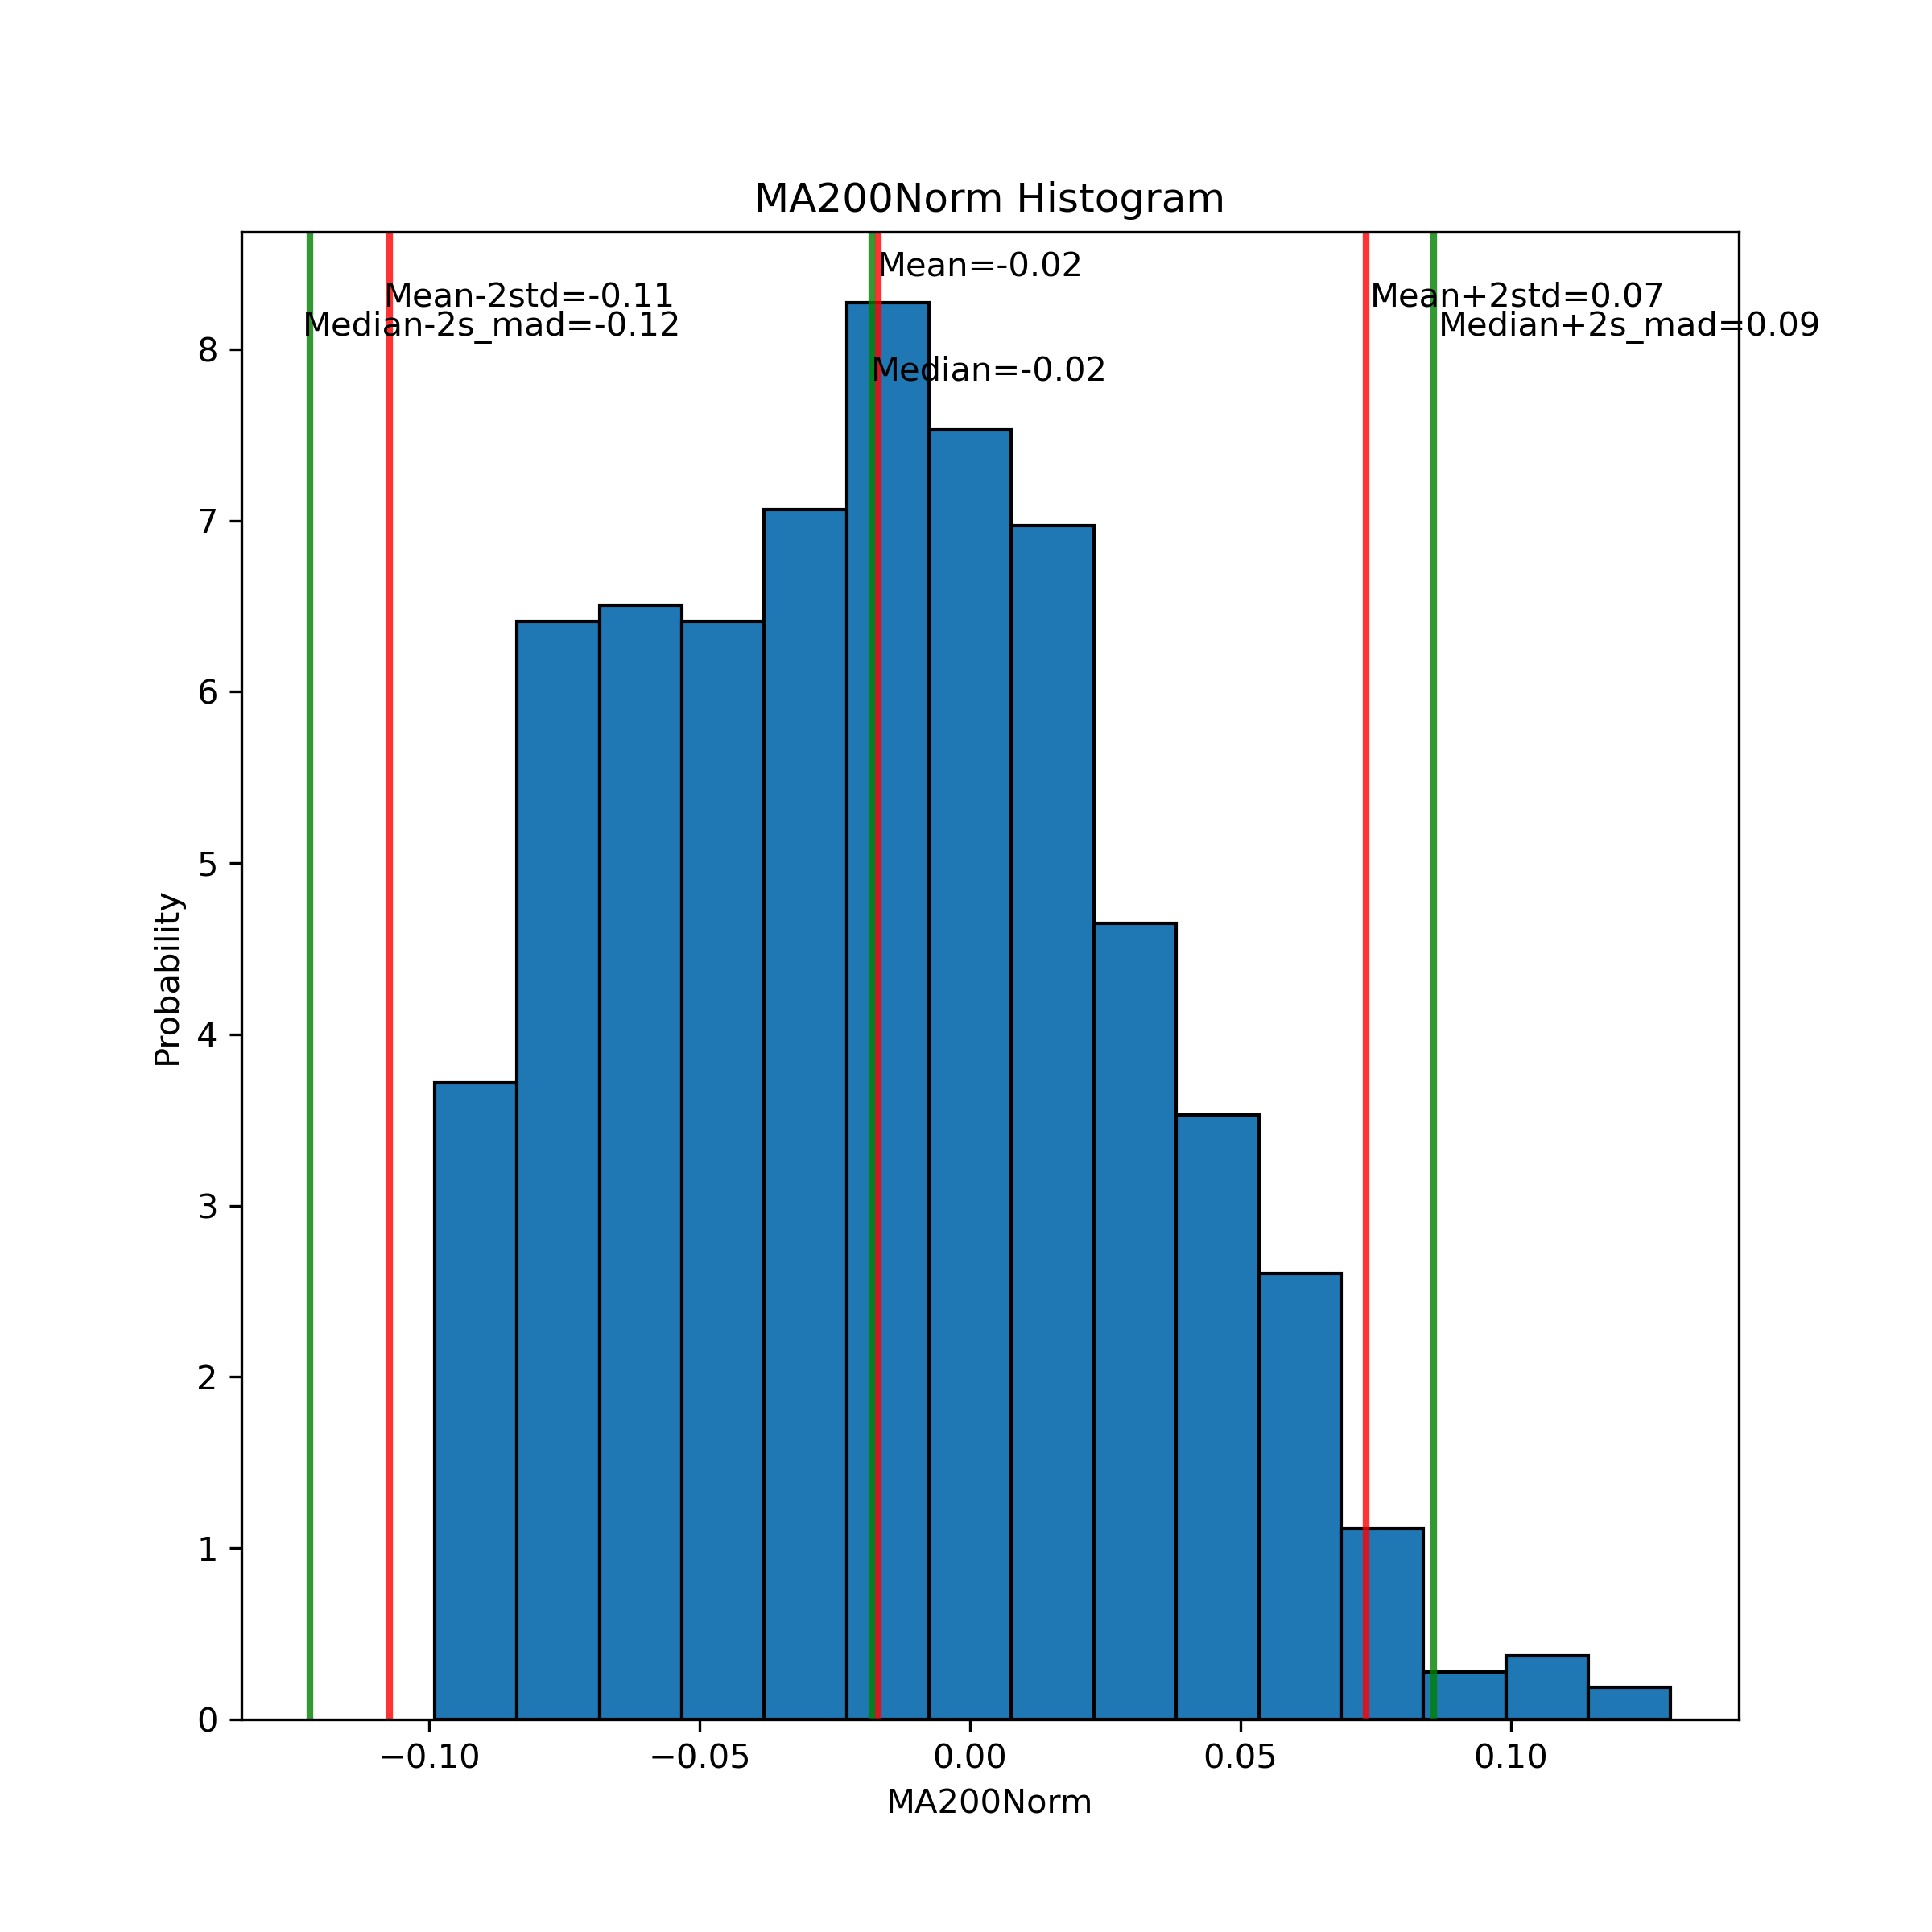 MA200Norm Histogram
Mean=-0.02
Mean-2std=-0.11
Mean+2std=0.07
Median-2s_mad=-0.12
Median+2s_mad=0.09
Median=-0.02
8
7
6
5
4
3
2
1
0
Probability
−0.10
−0.05
0.00
0.05
0.10
MA200Norm